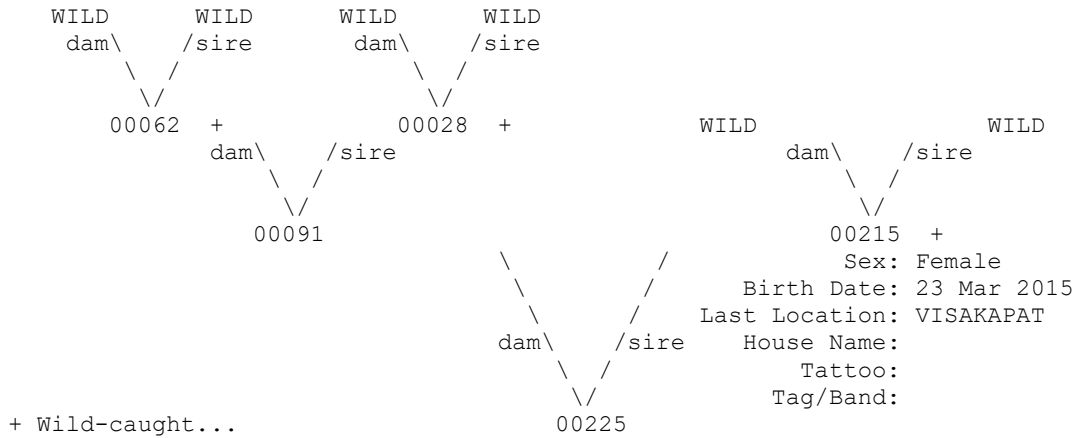 WILD WILD WILD WILD
dam\ /sire dam\ /sire
\ / \ /
\/ \/
00062 + 00028 + WILD WILD
dam\ /sire dam\ /sire
\ / \ /
\/ \/
00091 00215 +
\ / Sex: Female
\ / Birth Date: 23 Mar 2015
\ / Last Location: VISAKAPAT
dam\ /sire House Name:
\ / Tattoo:
\/ Tag/Band:
+ Wild-caught... 00225